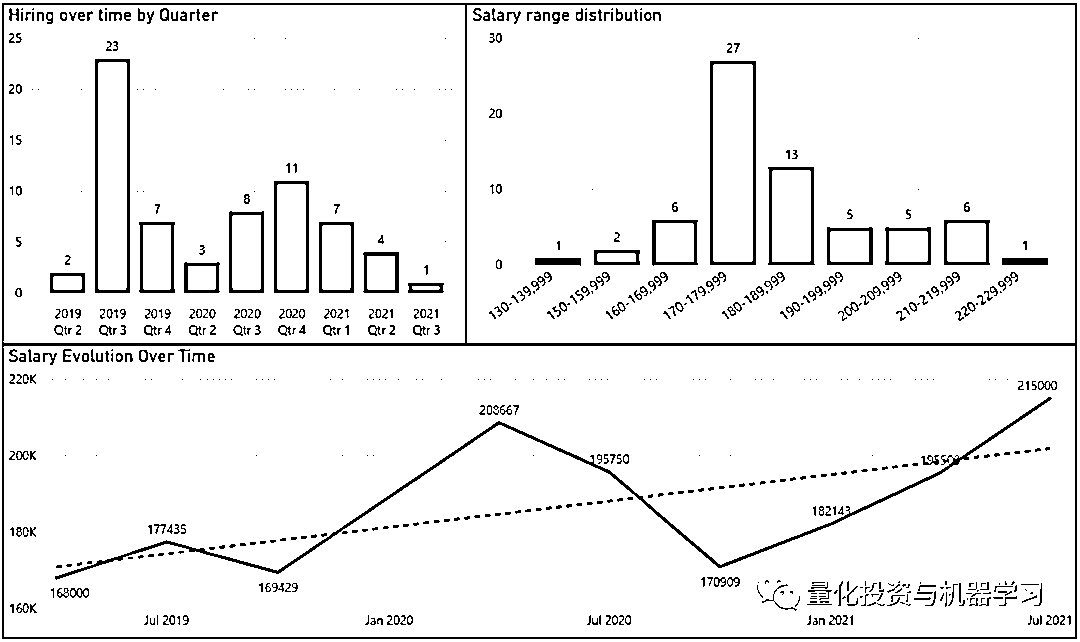 Hiring over time by Quarter
25
20
15
10
5
0
2
23
7
3
8
11
7
4
1
2019 Qtr 2
2019 Qtr 3
2019 Qtr 4
2020 Qtr 2
2020 Qtr 3
2020 Qtr 4
2021 Qtr 1
2021 Qtr 2
2021 Qtr 3
Salary range distribution
30
20
10
0
1
2
6
27
13
5
5
6
1
130-139,999
150-159,999
160-169,999
170-179,999
180-189,999
190-199,999
200-209,999
210-219,999
220-229,999
Salary Evolution Over Time
220K
200K
180K
160K
168000
177435
169429
208667
195750
170909
182143
195500
215000
Jul 2019
Jan 2020
Jul 2020
Jan 2021
Jul 2021
量化投资与机器学习